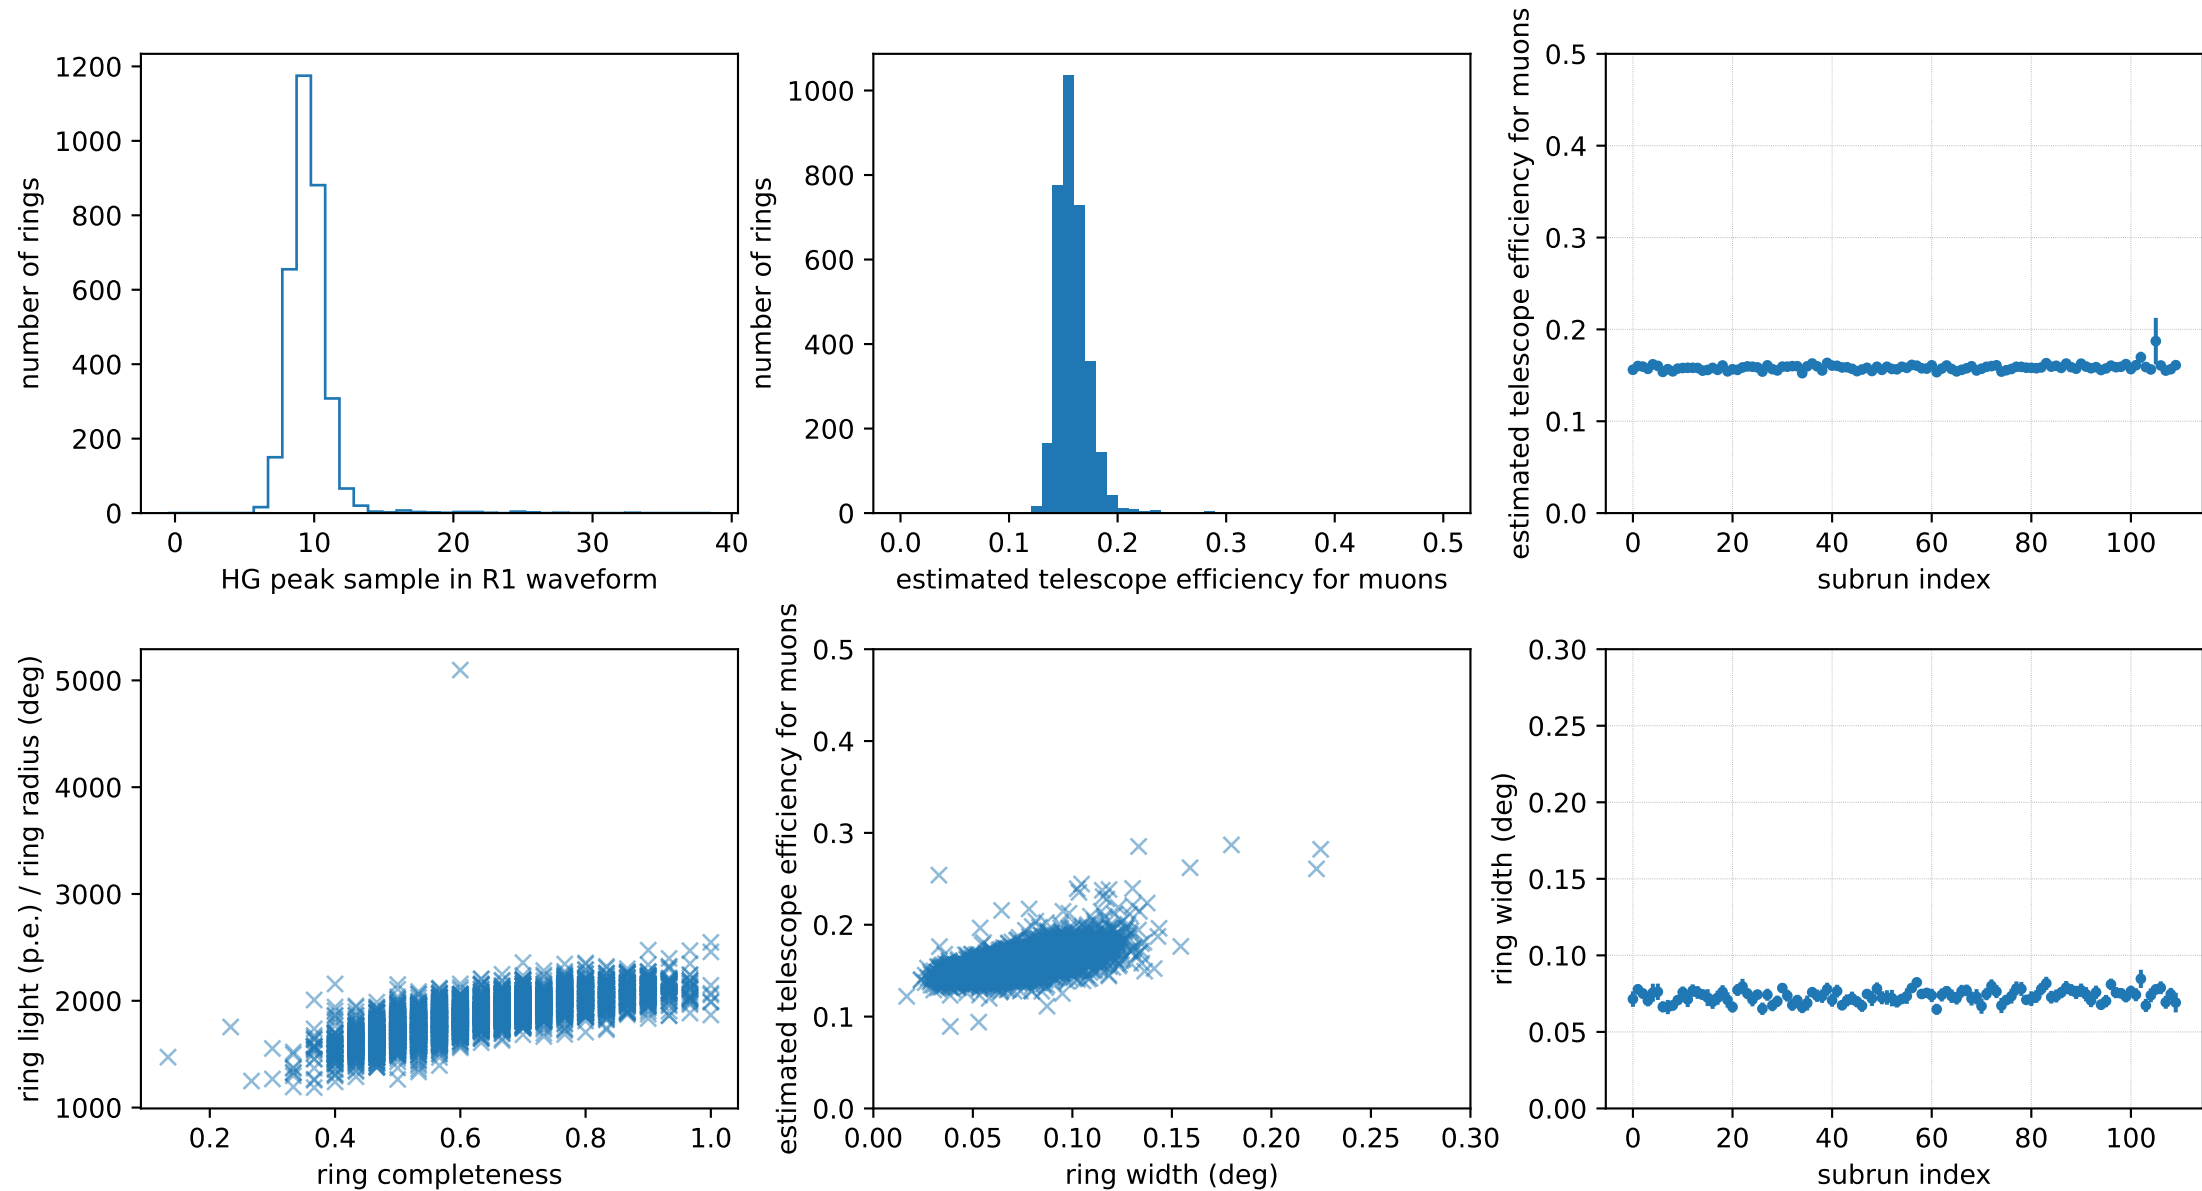 number of rings
1200
1000
800
600
400
200
0
0 10 20 30 40
HG peak sample in R1 waveform
number of rings
1000
800
600
400
200
0
0.0 0.1 0.2 0.3 0.4 0.5
estimated telescope efficiency for muons
estimated telescope efficiency for muons
0.5
0.4
0.3
0.2
0.1
0.0
0 20 40 60 80 100
subrun index
ring light (p.e.) / ring radius (deg)
5000
4000
3000
2000
1000
0.2 0.4 0.6 0.8 1.0
ring completeness
estimated telescope efficiency for muons
0.5
0.4
0.3
0.2
0.1
0.0
0.00 0.05 0.10 0.15 0.20 0.25 0.30
ring width (deg)
ring width (deg)
0.30
0.25
0.20
0.15
0.10
0.05
0.00
0 20 40 60 80 100
subrun index